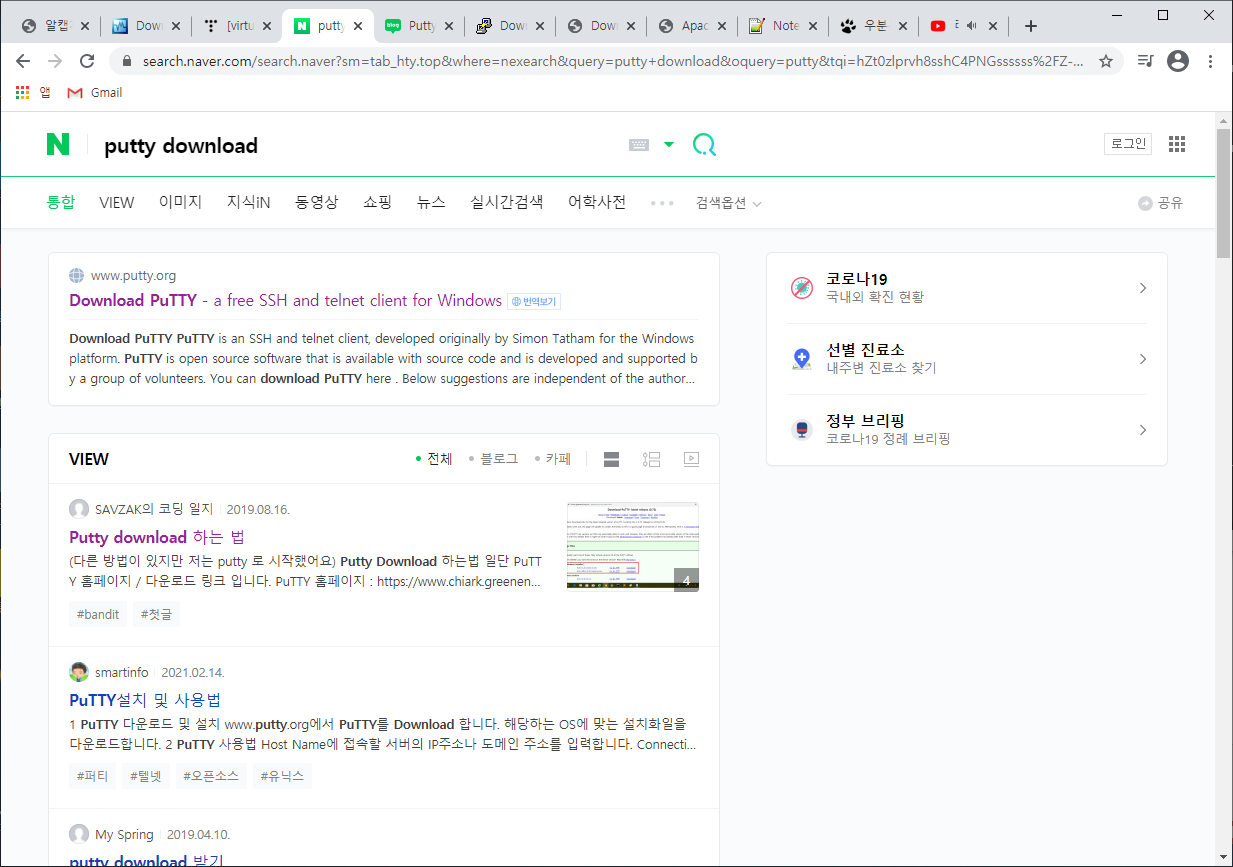 알캡
Down
[virtu
putty
Putty
Down
Down
Apac
Note
우분
search.naver.com/search.naver?sm=tab_hty.top&where=nexearch&query=putty+download&oquery=putty&tqi=hZt0zlprvh8sshC4PNGssssss%2FZ-...
앱
Gmail
N
putty download
로그인
통합 VIEW 이미지 지식iN 동영상 쇼핑 뉴스 실시간검색 어학사전 검색옵션
공유
www.putty.org
Download PuTTY - a free SSH and telnet client for Windows 번역보기
Download PuTTY PuTTY is an SSH and telnet client, developed originally by Simon Tatham for the Windows
platform. PuTTY is open source software that is available with source code and is developed and supported b
y a group of volunteers. You can download PuTTY here . Below suggestions are independent of the author...
코로나19
국내외 확진 현황
선별 진료소
내주변 진료소 찾기
정부 브리핑
코로나19 정례 브리핑
VIEW
전체 블로그 카페
SAVZAK의 코딩 일지 2019.08.16.
Putty download 하는 법
(다른 방법이 있지만 저는 putty 로 시작했어요) Putty Download 하는법 일단 PuTT
Y 홈페이지 / 다운로드 링크 입니다. PuTTY 홈페이지 : https://www.chiark.greenen...
4
#bandit #첫글
smartinfo 2021.02.14.
PuTTY설치 및 사용법
1 PuTTY 다운로드 및 설치 www.putty.org에서 PuTTY를 Download 합니다. 해당하는 OS에 맞는 설치화일을
다운로드합니다. 2 PuTTY 사용법 Host Name에 접속할 서버의 IP주소나 도메인 주소를 입력합니다. Connecti...
#퍼티 #텔넷 #오픈소스 #유닉스
My Spring 2019.04.10.
putty download 받기